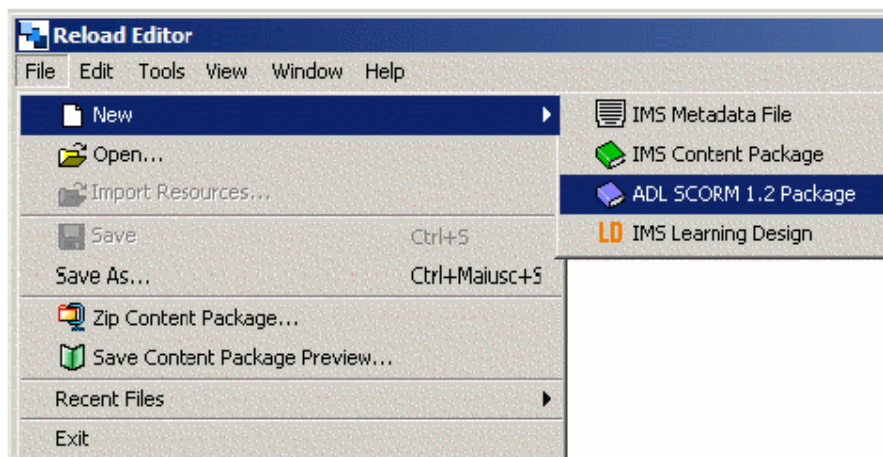 Reload Editor
File Edit Tools View Window Help
New
Open...
Import Resources...
Save Ctrl+S
Save As... Ctrl+Maiusc+S
Zip Content Package...
Save Content Package Preview...
Recent Files
Exit
IMS Metadata File
IMS Content Package
ADL SCORM 1.2 Package
LD IMS Learning Design